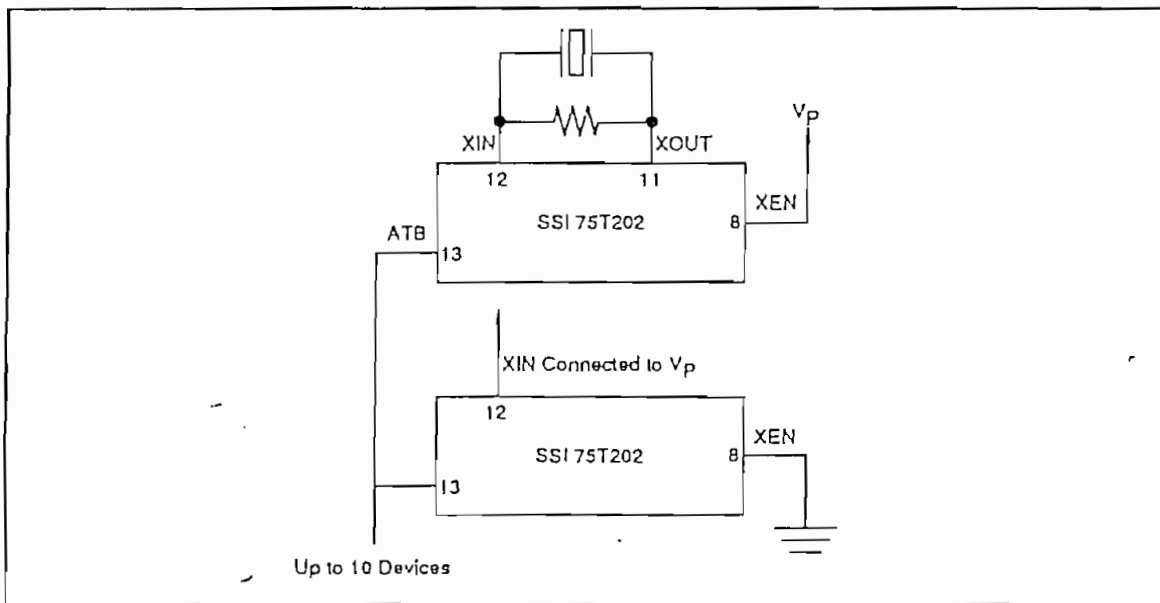 VP
XIN XOUT
12 11
XEN
SSI 75T202
8
ATB
13
XIN Connected to VP
12
XEN
SSI 75T202
8
13
Up to 10 Devices